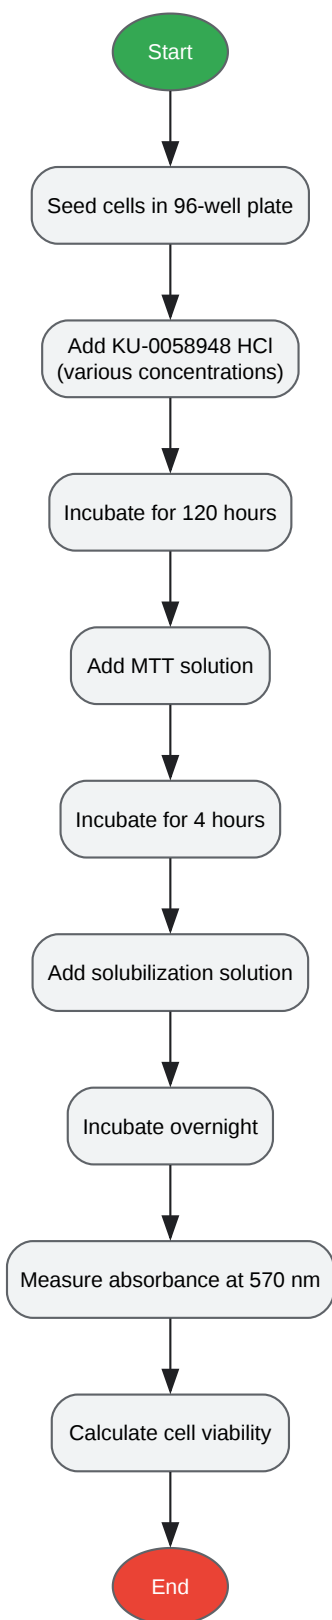 Start
Seed cells in 96-well plate
Add KU-0058948 HCl
(various concentrations)
Incubate for 120 hours
Add MTT solution
Incubate for 4 hours
Add solubilization solution
Incubate overnight
Measure absorbance at 570 nm
Calculate cell viability
End